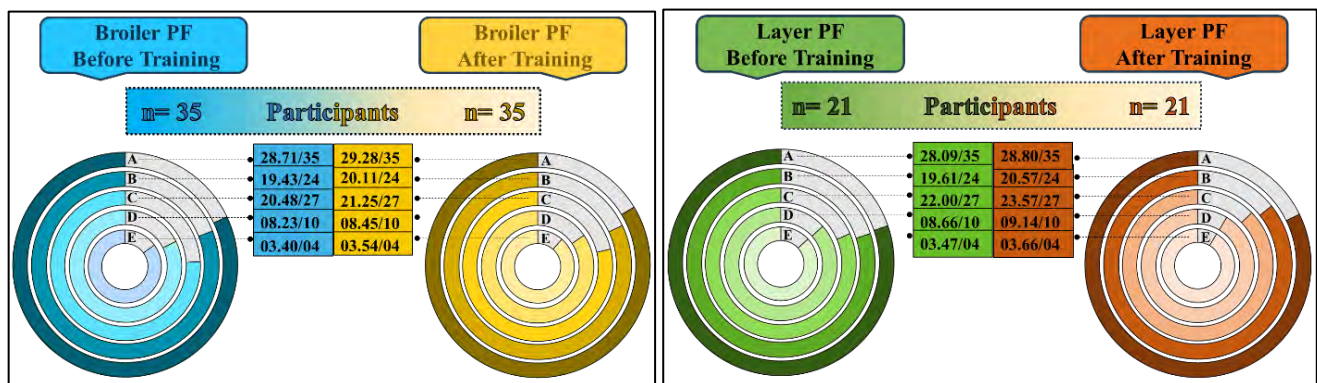 Broiler PF
Before Training
Broiler PF
After Training
n= 35 Participants n= 35
A
B
C
D
E
28.71/35 29.28/35
19.43/24 20.11/24
20.48/27 21.25/27
08.23/10 08.45/10
03.40/04 03.54/04
A
B
C
D
E
Layer PF
Before Training
Layer PF
After Training
n= 21 Participants n= 21
A
B
C
D
E
28.09/35 28.80/35
19.61/24 20.57/24
22.00/27 23.57/27
08.66/10 09.14/10
03.47/04 03.66/04
A
B
C
D
E